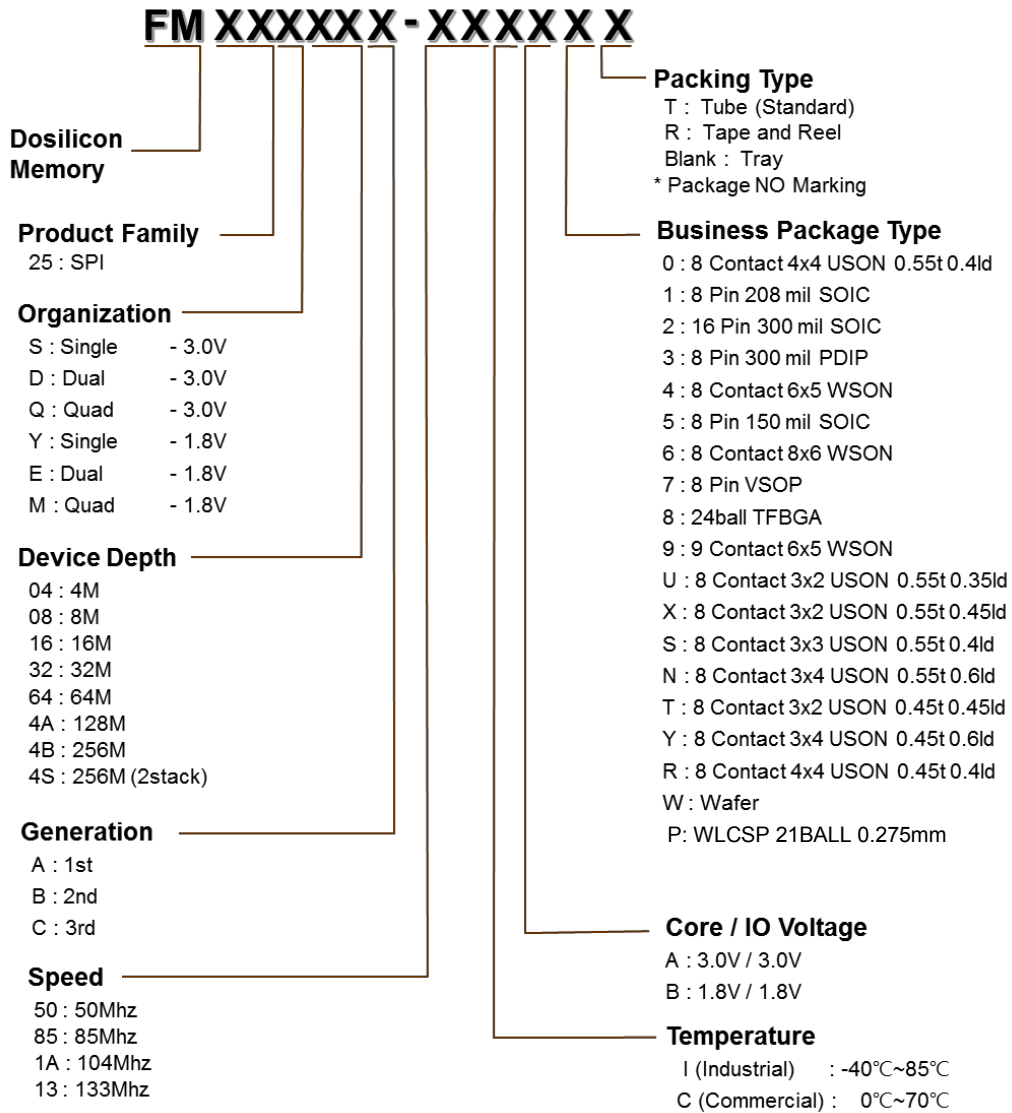 FM XXXXXX - XXXXXX
Dosilicon
Memory
Product Family
25 : SPI
Organization
S : Single - 3.0V
D : Dual - 3.0V
Q : Quad - 3.0V
Y : Single - 1.8V
E : Dual - 1.8V
M : Quad - 1.8V
Device Depth
04 : 4M
08 : 8M
16 : 16M
32 : 32M
64 : 64M
4A : 128M
4B : 256M
4S : 256M (2stack)
Generation
A : 1st
B : 2nd
C : 3rd
Speed
50 : 50Mhz
85 : 85Mhz
1A : 104Mhz
13 : 133Mhz
Packing Type
T : Tube (Standard)
R : Tape and Reel
Blank : Tray
* Package NO Marking
Business Package Type
0 : 8 Contact 4x4 USON 0.55t 0.4ld
1 : 8 Pin 208 mil SOIC
2 : 16 Pin 300 mil SOIC
3 : 8 Pin 300 mil PDIP
4 : 8 Contact 6x5 WSON
5 : 8 Pin 150 mil SOIC
6 : 8 Contact 8x6 WSON
7 : 8 Pin VSOP
8 : 24ball TFBGA
9 : 9 Contact 6x5 WSON
U : 8 Contact 3x2 USON 0.55t 0.35ld
X : 8 Contact 3x2 USON 0.55t 0.45ld
S : 8 Contact 3x3 USON 0.55t 0.4ld
N : 8 Contact 3x4 USON 0.55t 0.6ld
T : 8 Contact 3x2 USON 0.45t 0.45ld
Y : 8 Contact 3x4 USON 0.45t 0.6ld
R : 8 Contact 4x4 USON 0.45t 0.4ld
W : Wafer
P: WLCSP 21BALL 0.275mm
Core / IO Voltage
A : 3.0V / 3.0V
B : 1.8V / 1.8V
Temperature
I (Industrial) : -40℃~85℃
C (Commercial) : 0℃~70℃